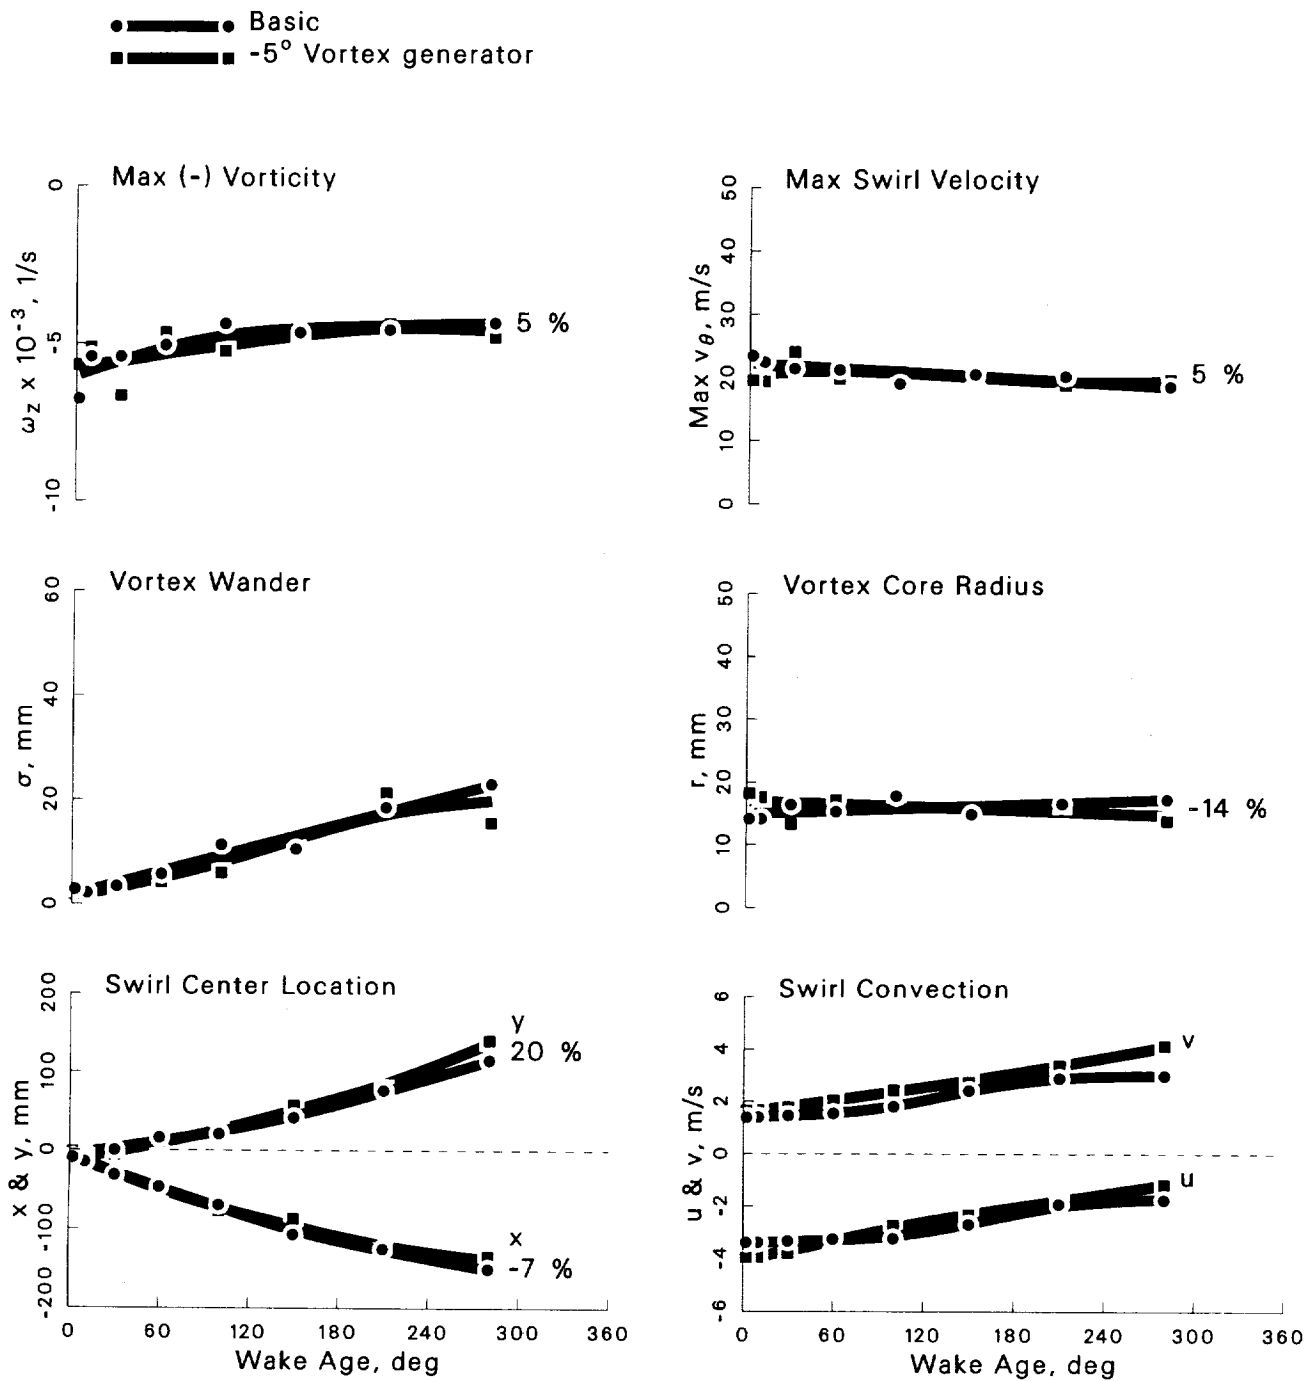 Basic
-5° Vortex generator
Max (-) Vorticity
0
-5
-10
ω_z x 10⁻³, 1/s
5 %
Max Swirl Velocity
50
40
30
20
10
0
Max v_θ, m/s
5 %
Vortex Wander
60
40
20
0
σ, mm
Vortex Core Radius
50
40
30
20
10
0
r, mm
-14 %
Swirl Center Location
200
100
0
-100
-200
x & y, mm
y
20 %
x
-7 %
0 60 120 180 240 300 360
Wake Age, deg
Swirl Convection
6
4
2
0
-2
-4
-6
u & v, m/s
v
u
0 60 120 180 240 300 360
Wake Age, deg